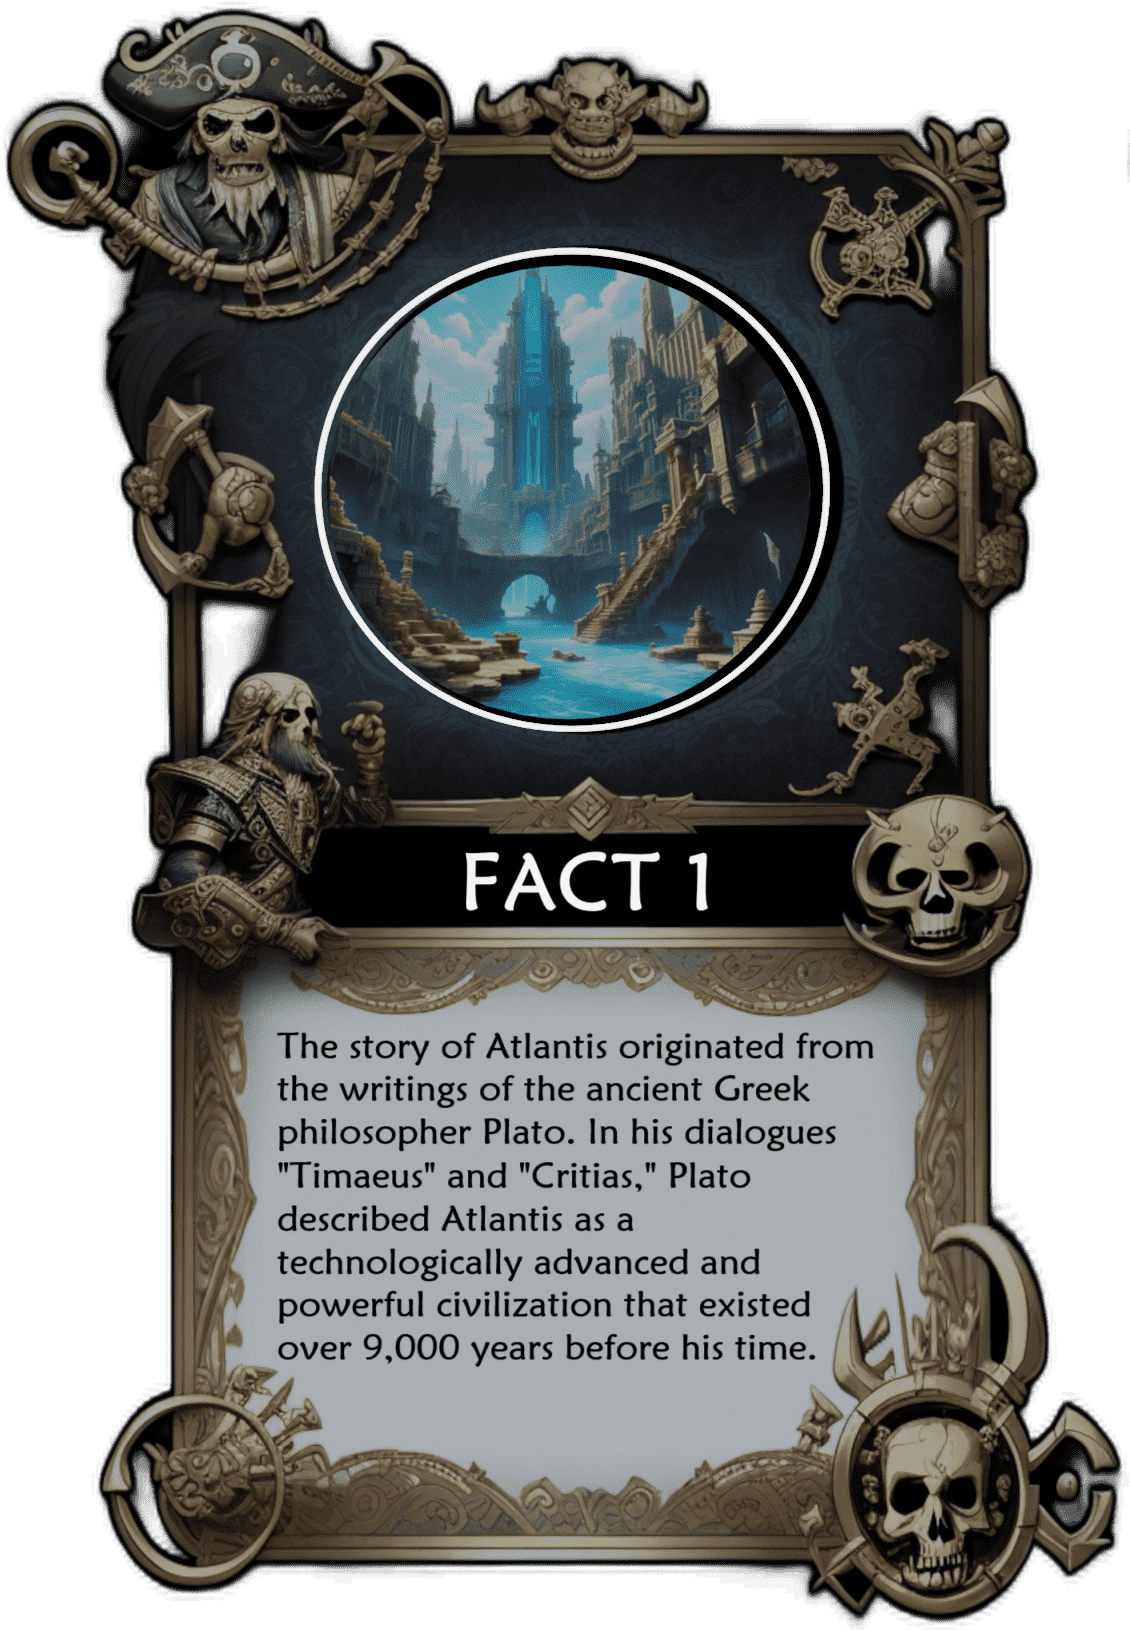 FACT 1
The story of Atlantis originated from
the writings of the ancient Greek
philosopher Plato. In his dialogues
"Timaeus" and "Critias," Plato
described Atlantis as a
technologically advanced and
powerful civilization that existed
over 9,000 years before his time.